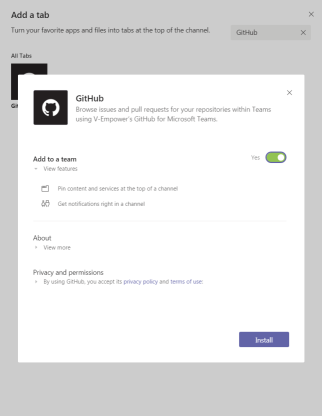 Add a tab
Turn your favorite apps and files into tabs at the top of the channel.
GitHub
All Tabs
GitHub
Browse issues and pull requests for your repositories within Teams
using V-Empower's GitHub for Microsoft Teams.
Add to a team
Yes
View features
Pin content and services at the top of a channel
Get notifications right in a channel
About
View more
Privacy and permissions
By using GitHub, you accept its privacy policy and terms of use.
Install